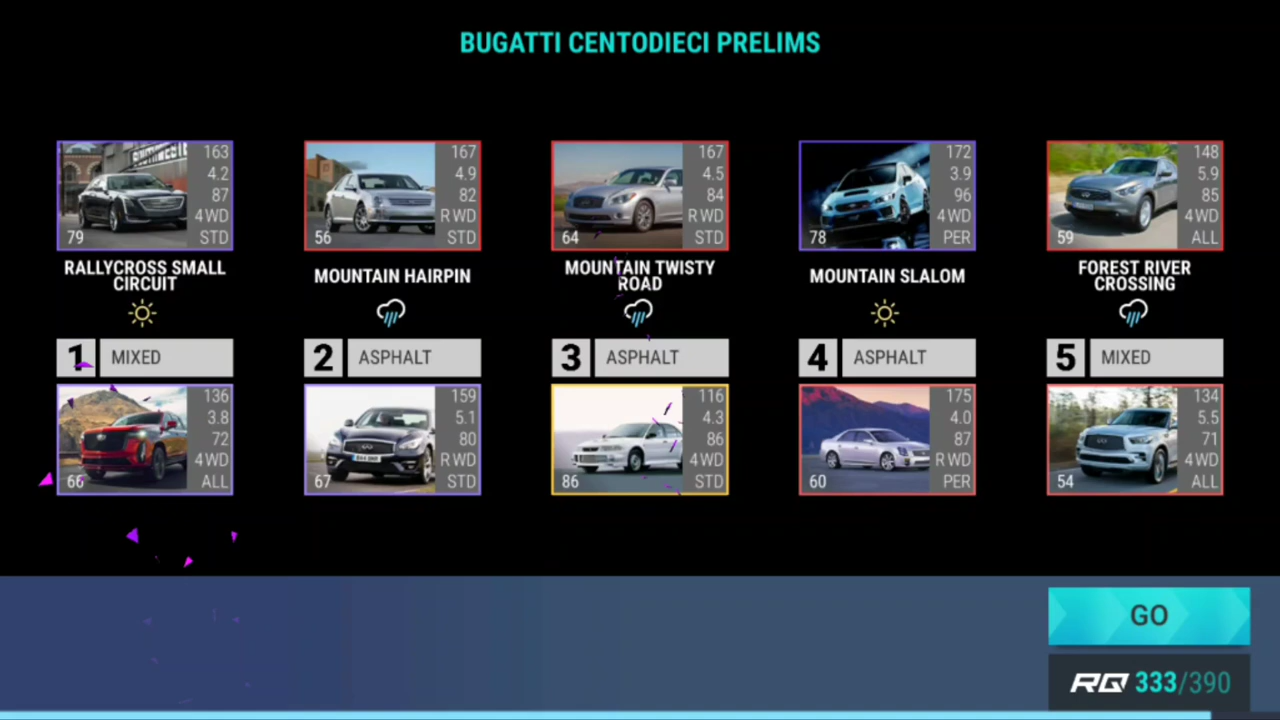 BUGATTI CENTODIECI PRELIMS
163
4.2
87
4WD
79
STD
167
4.9
82
RWD
56
STD
167
4.5
84
RWD
64
STD
172
3.9
96
4WD
78
PER
148
5.9
85
4WD
59
ALL
RALLYCROSS SMALL
CIRCUIT
MOUNTAIN HAIRPIN
MOUNTAIN TWISTY
ROAD
MOUNTAIN SLALOM
FOREST RIVER
CROSSING
1 MIXED
2 ASPHALT
3 ASPHALT
4 ASPHALT
5 MIXED
136
3.8
72
4WD
66
ALL
159
5.1
80
RWD
67
STD
116
4.3
86
4WD
86
STD
175
4.0
87
RWD
60
PER
134
5.5
71
4WD
54
ALL
GO
RQ 333/390